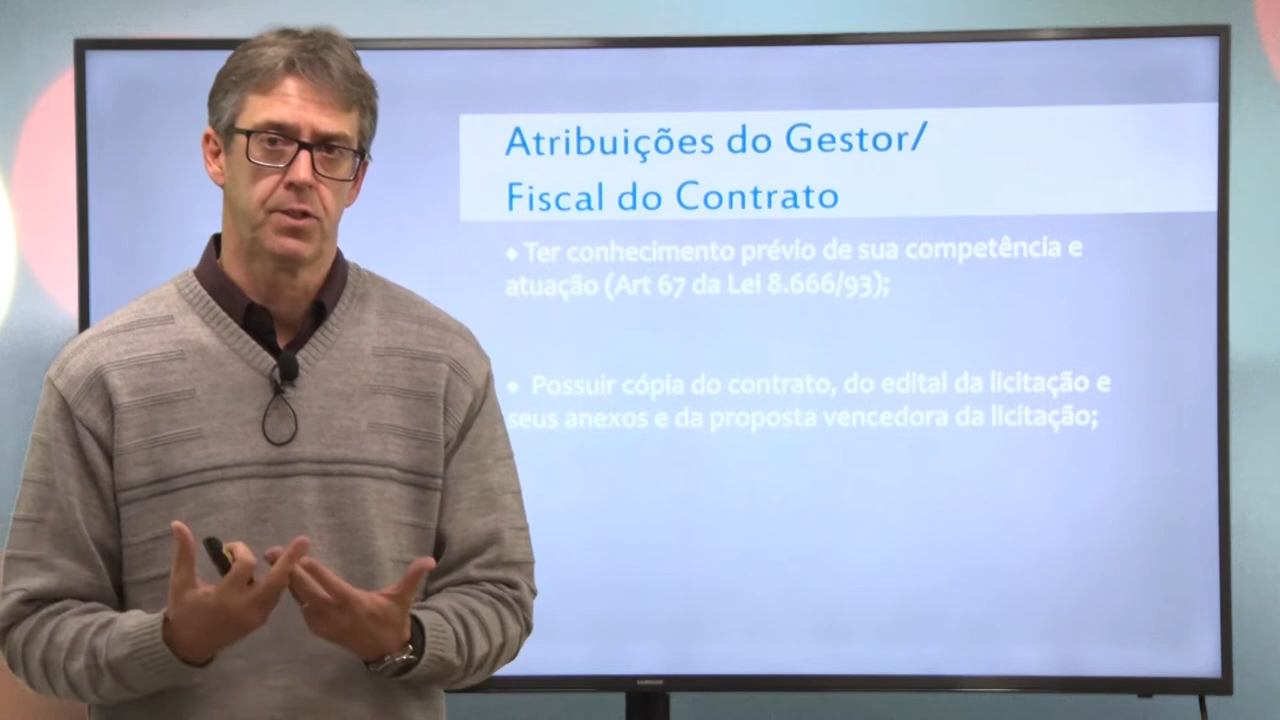 Atribuições do Gestor/
Fiscal do Contrato
• Ter conhecimento prévio de sua competência e
atuação (Art 67 da Lei 8.666/93);
• Possuir cópia do contrato, do edital da licitação e
seus anexos e da proposta vencedora da licitação;
SAMSUNG